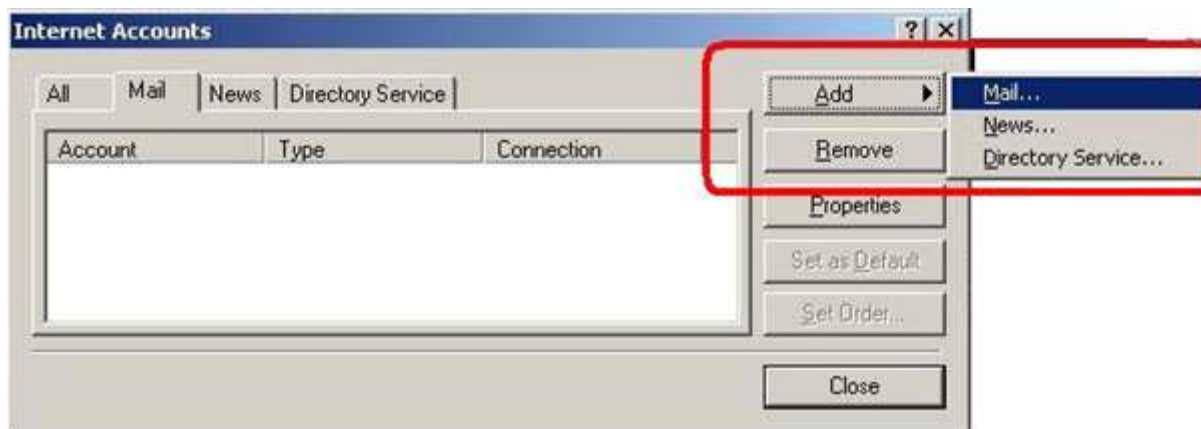 Internet Accounts
All Mail News Directory Service
Account Type Connection
Add
Remove
Properties
Set as Default
Set Order...
Close
Mail...
News...
Directory Service...